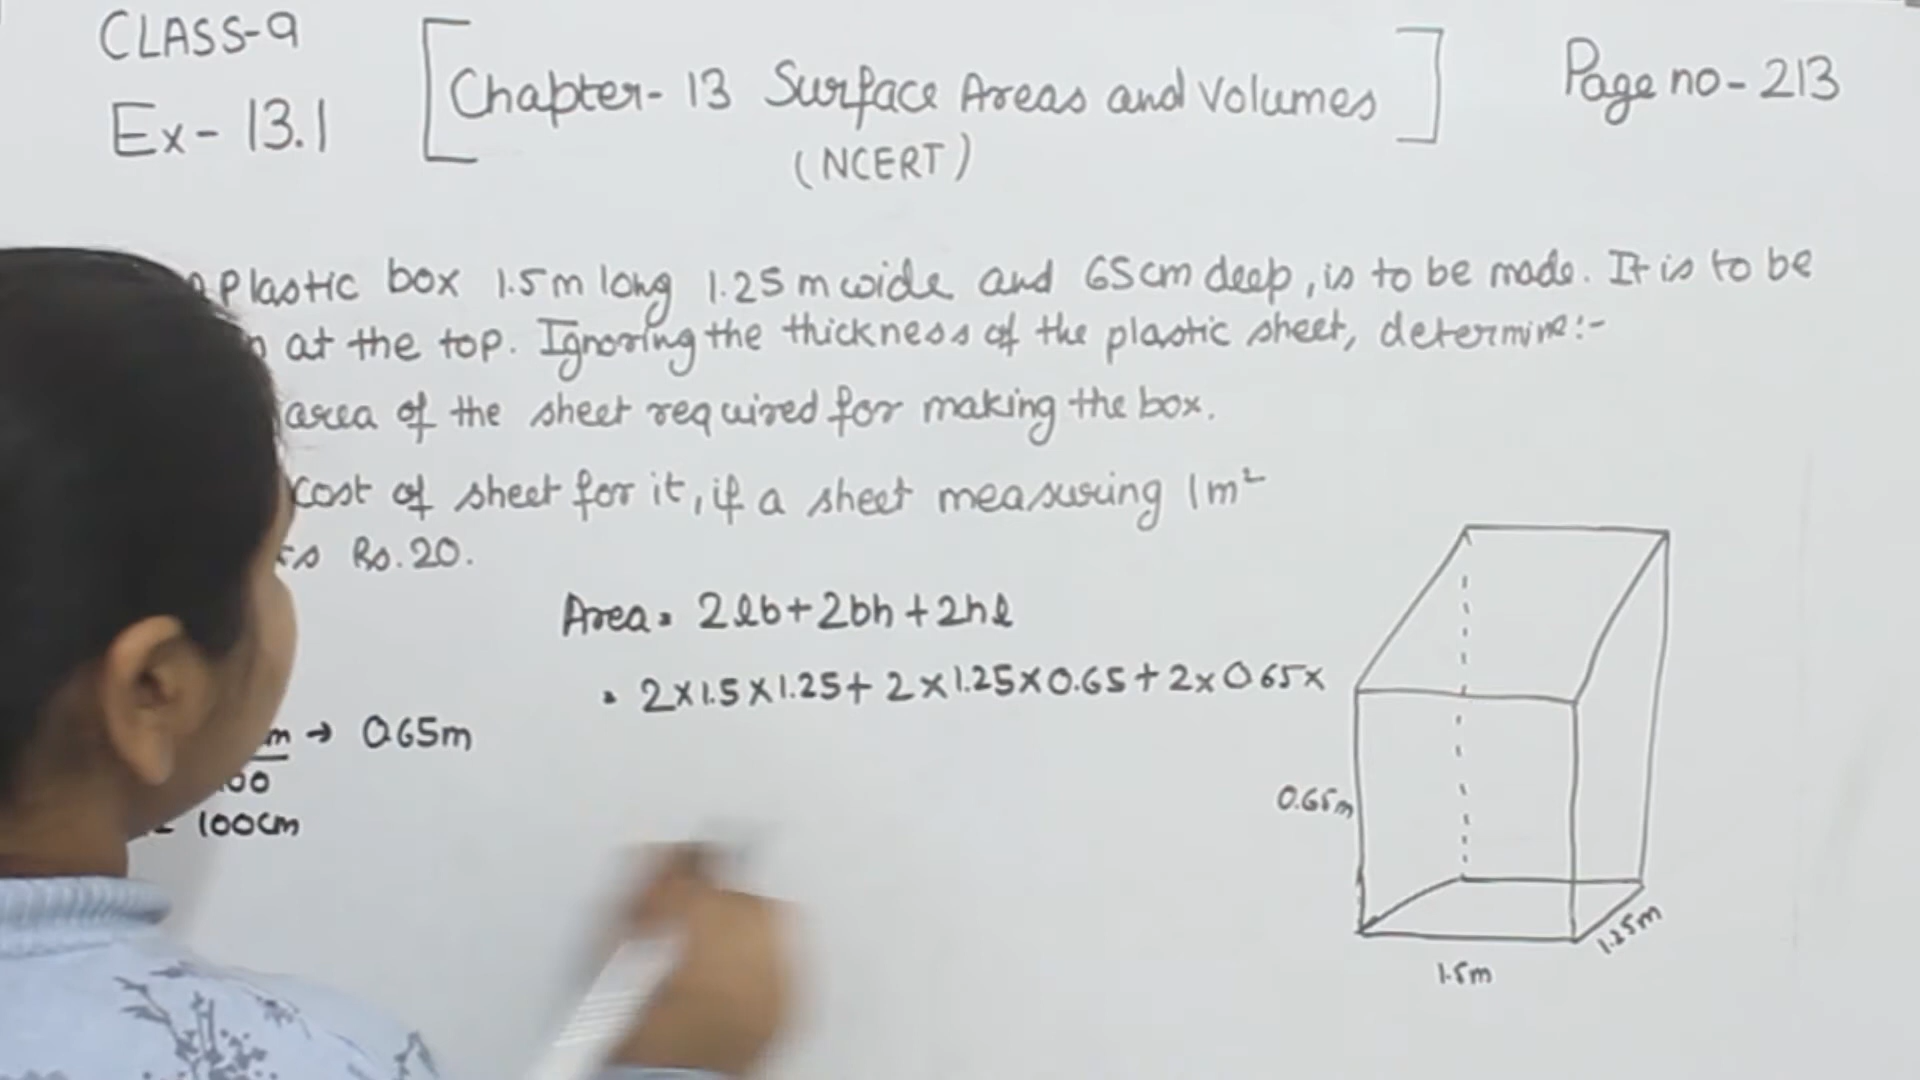 CLASS-9
Ex- 13.1
[Chapter- 13 Surface Areas and Volumes]
(NCERT)
Page no- 213
Plastic box 1.5m long 1.25m wide and 65cm deep, is to be made. It is to be
at the top. Ignoring the thickness of the plastic sheet, determine:-
area of the sheet required for making the box.
cost of sheet for it, if a sheet measuring 1m²
Rs.20.
Area = 2lb+2bh+2hl
= 2×1.5×1.25+ 2×1.25×0.65+2×0.65×
m → 0.65m
00
100cm
0.65m
1.25m
1.5m